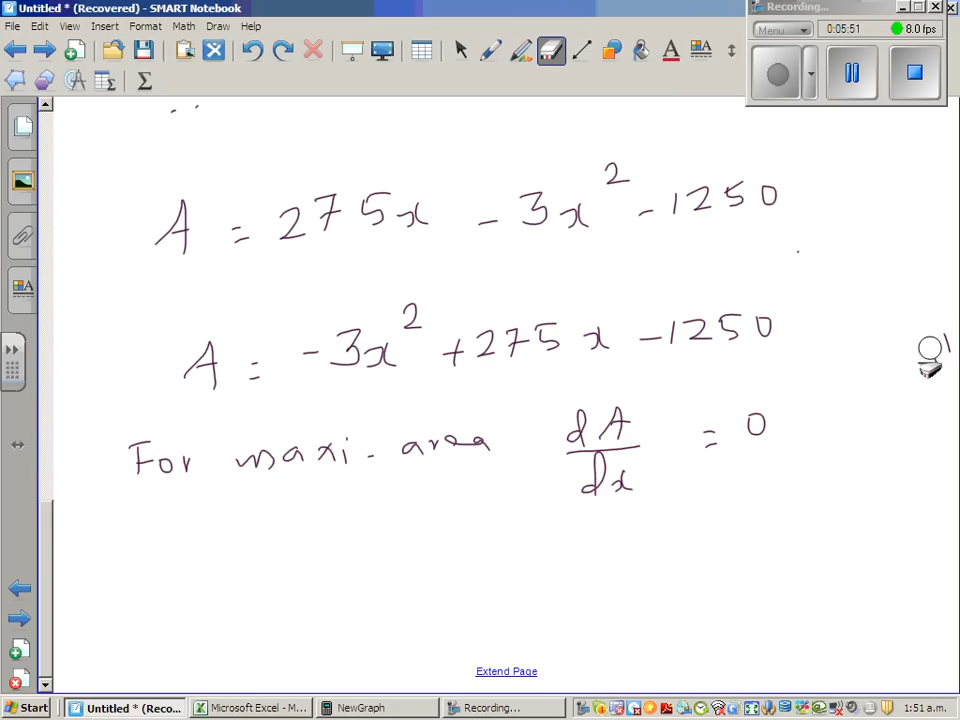 Untitled * (Recovered) - SMART Notebook
Recording...
File Edit View Insert Format Tools Draw Help
Menu 0:05:51 8.0 fps
A = 275x - 3x² - 1250
A = -3x² + 275x - 1250
For maxi. area dA/dx = 0
Extend Page
Start Untitled * (Reco... Microsoft Excel - M... NewGraph Recording... 1:51 a.m.